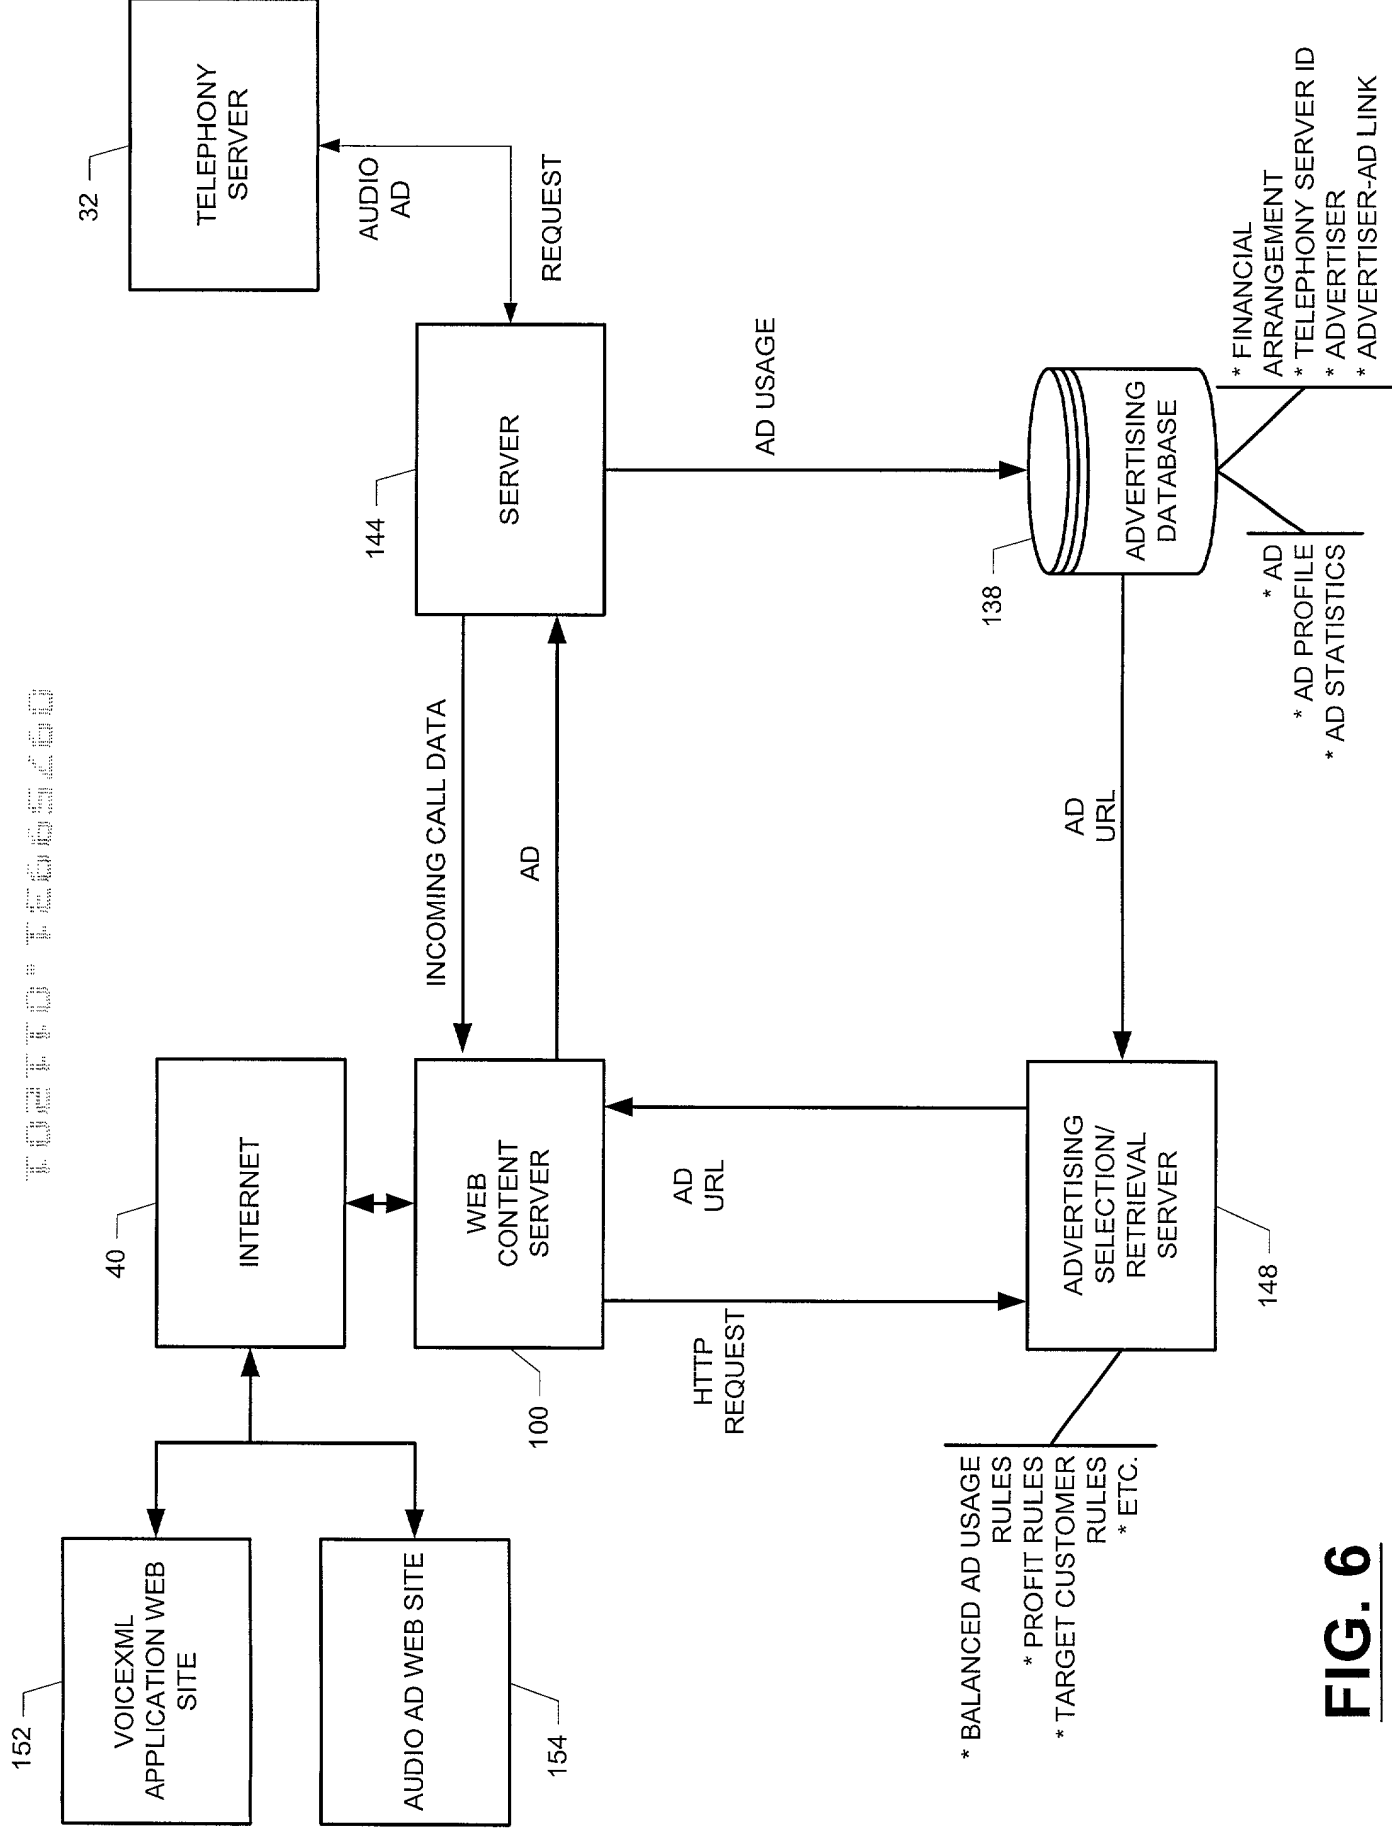 152
VOICEXML
APPLICATION WEB
SITE
154
AUDIO AD WEB SITE
40
INTERNET
100
WEB
CONTENT
SERVER
INCOMING CALL DATA
AD
144
SERVER
32
TELEPHONY
SERVER
AUDIO
AD
REQUEST
HTTP
REQUEST
AD
URL
AD USAGE
148
ADVERTISING
SELECTION/
RETRIEVAL
SERVER
* BALANCED AD USAGE
RULES
* PROFIT RULES
* TARGET CUSTOMER
RULES
* ETC.
AD
URL
138
ADVERTISING
DATABASE
* AD
* AD PROFILE
* AD STATISTICS
* FINANCIAL
ARRANGEMENT
* TELEPHONY SERVER ID
* ADVERTISER
* ADVERTISER-AD LINK
FIG. 6